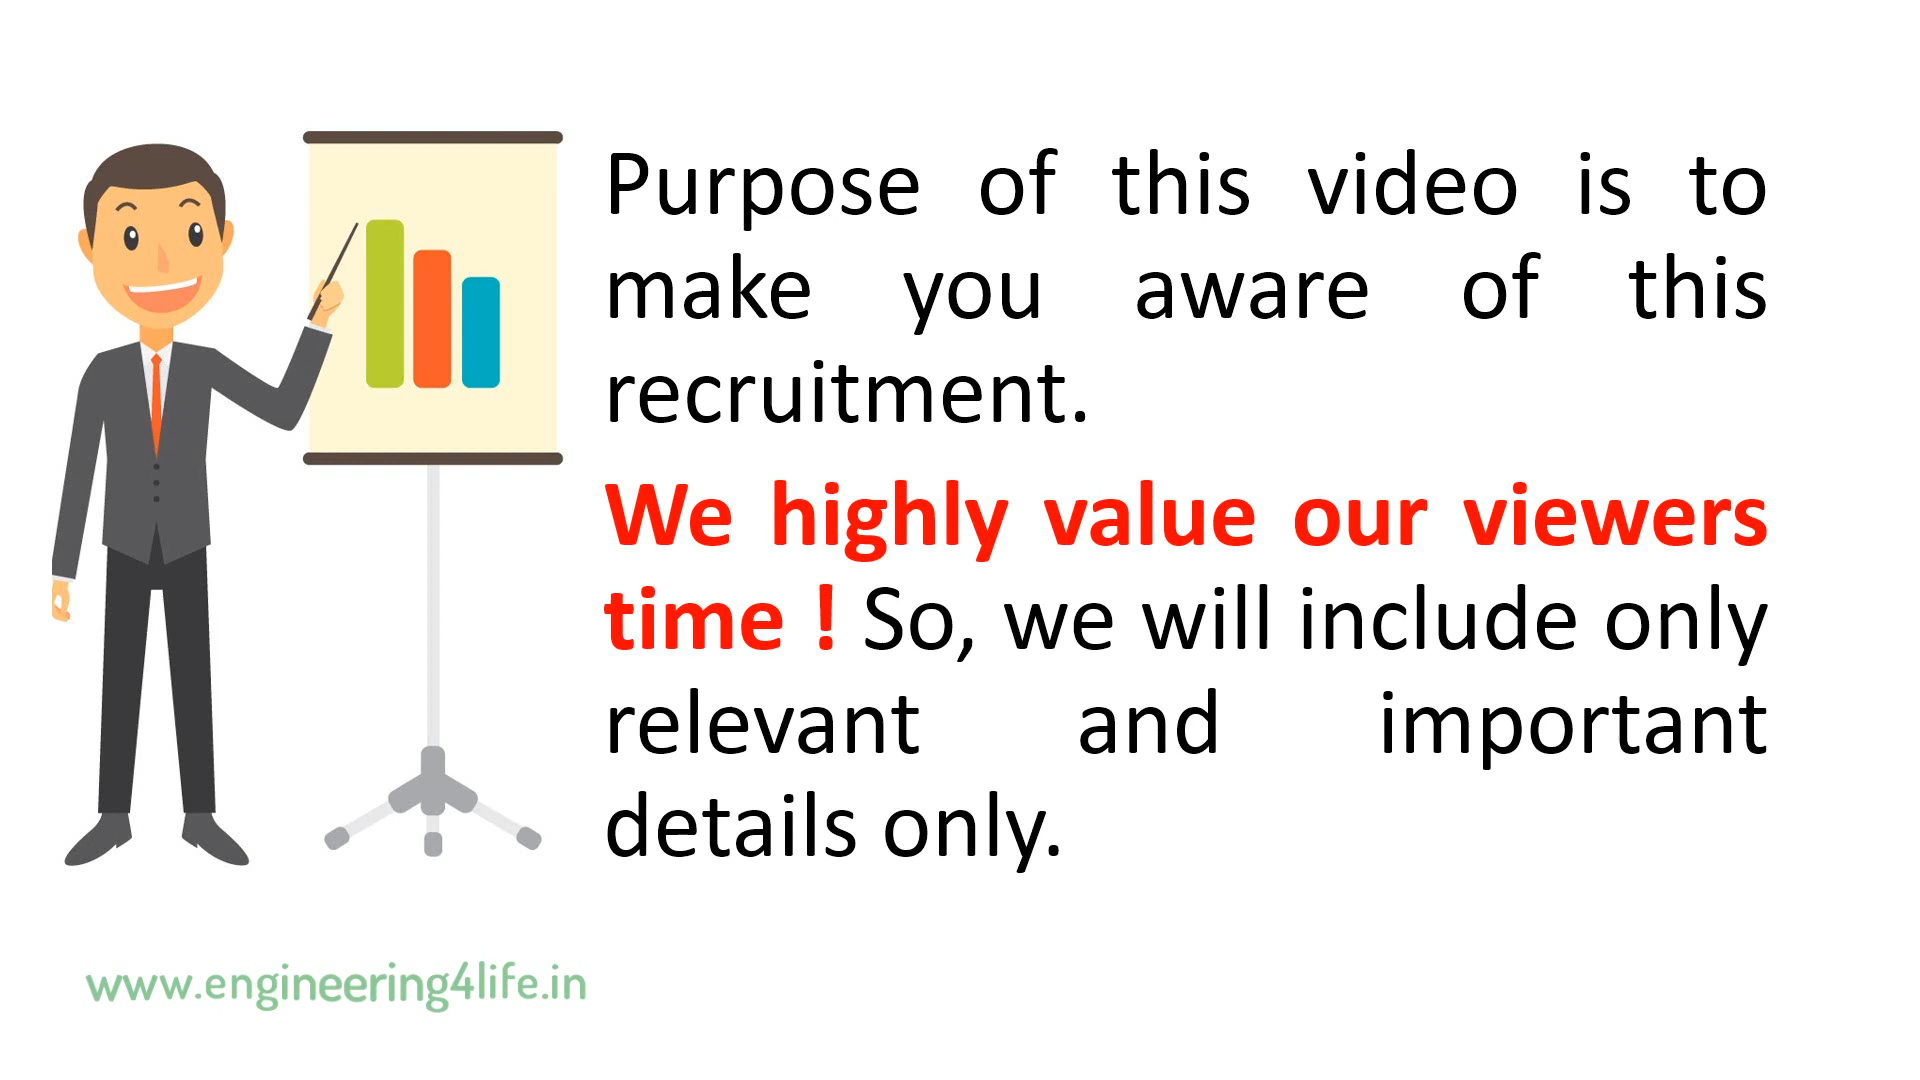 Purpose of this video is to
make you aware of this
recruitment.
We highly value our viewers
time ! So, we will include only
relevant and important
details only.
www.engineering4life.in